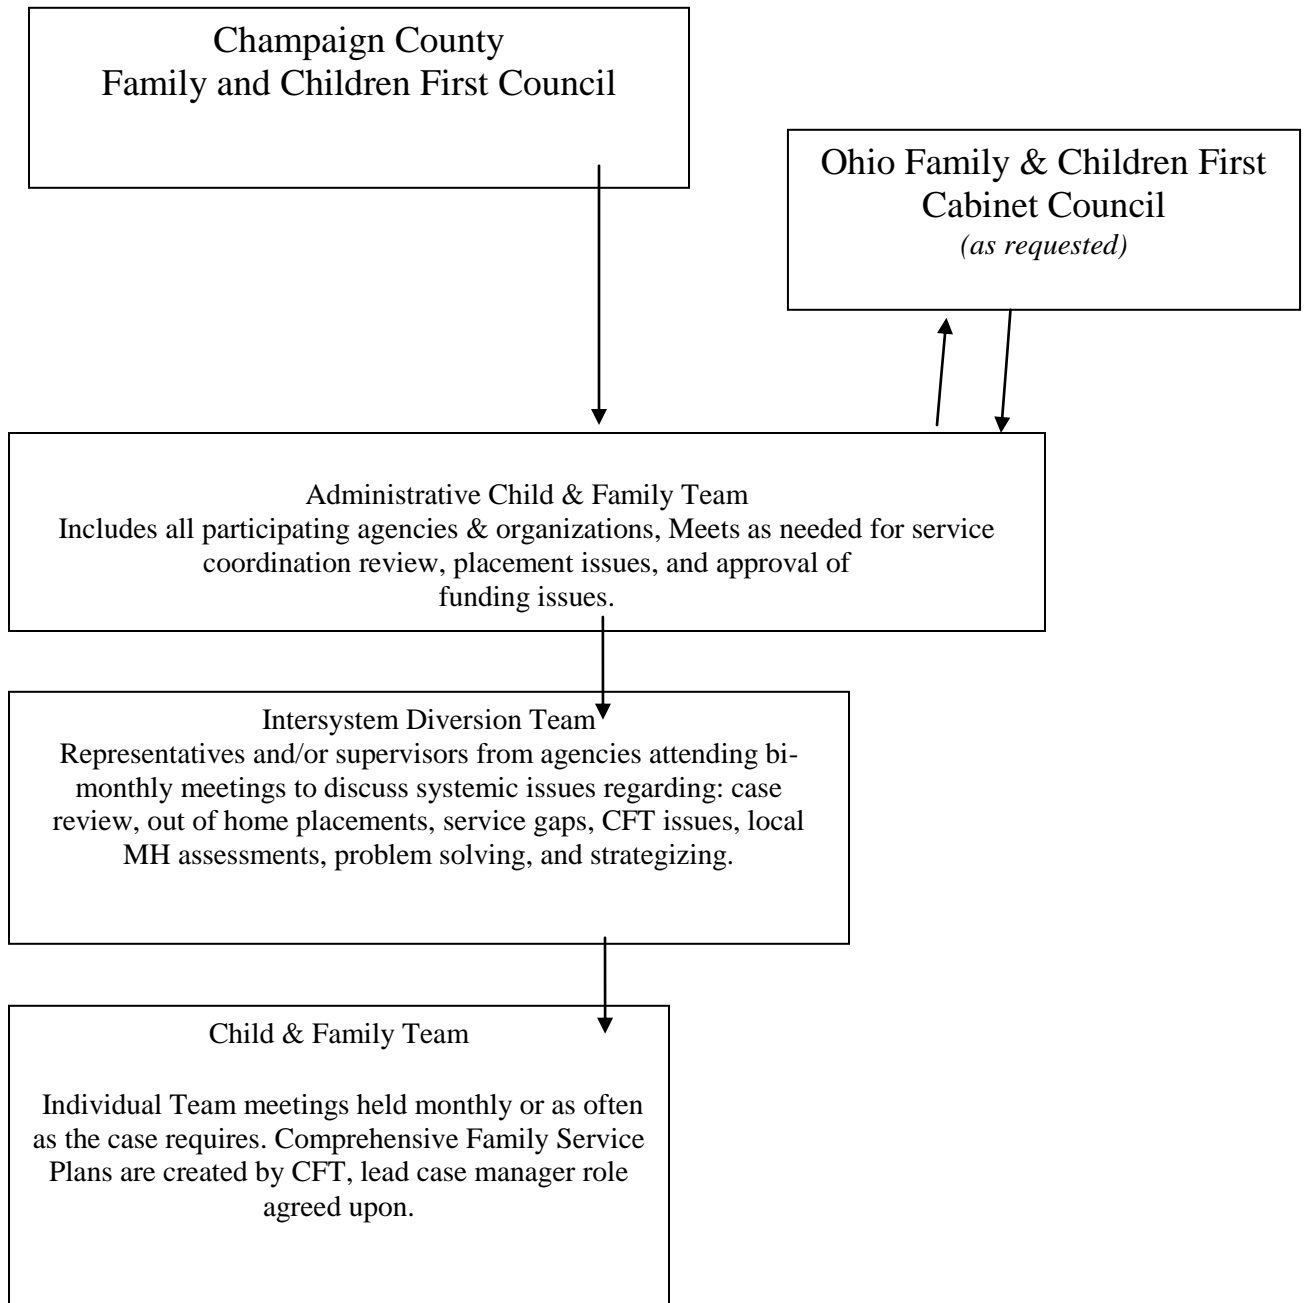 Champaign County
Family and Children First Council
Ohio Family & Children First
Cabinet Council
(as requested)
Administrative Child & Family Team
Includes all participating agencies & organizations, Meets as needed for service
coordination review, placement issues, and approval of
funding issues.
Intersystem Diversion Team
Representatives and/or supervisors from agencies attending bi-
monthly meetings to discuss systemic issues regarding: case
review, out of home placements, service gaps, CFT issues, local
MH assessments, problem solving, and strategizing.
Child & Family Team
Individual Team meetings held monthly or as often
as the case requires. Comprehensive Family Service
Plans are created by CFT, lead case manager role
agreed upon.